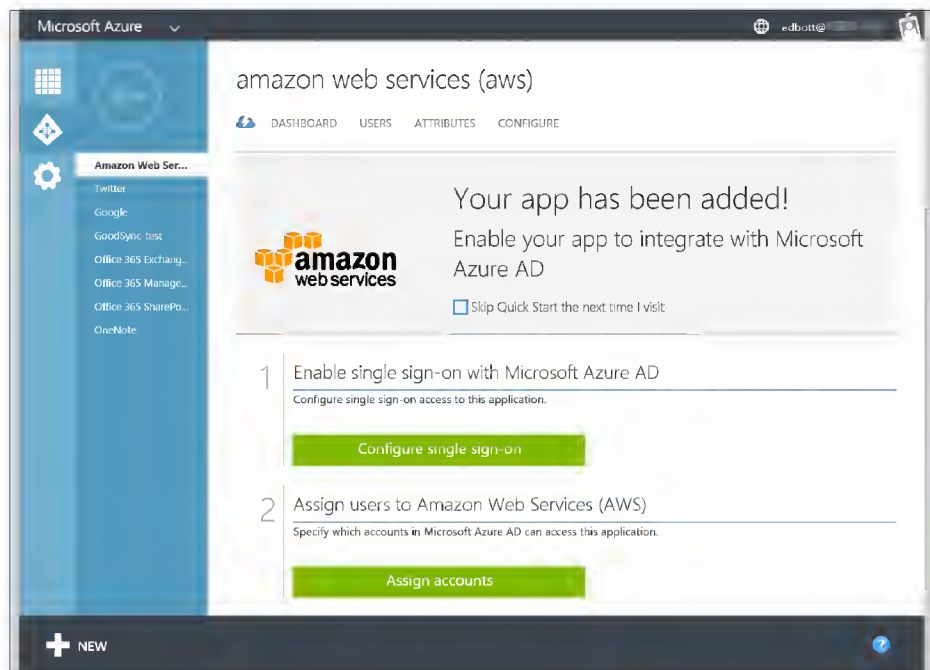 Microsoft Azure
edbott@
amazon web services (aws)
DASHBOARD USERS ATTRIBUTES CONFIGURE
Amazon Web Ser...
Twitter
Google
GoodSync-test
Office 365 Exchang...
Office 365 Manage...
Office 365 SharePo...
OneNote
amazon
web services
Your app has been added!
Enable your app to integrate with Microsoft
Azure AD
Skip Quick Start the next time I visit
1 Enable single sign-on with Microsoft Azure AD
Configure single sign-on access to this application.
Configure single sign-on
2 Assign users to Amazon Web Services (AWS)
Specify which accounts in Microsoft Azure AD can access this application.
Assign accounts
NEW
?